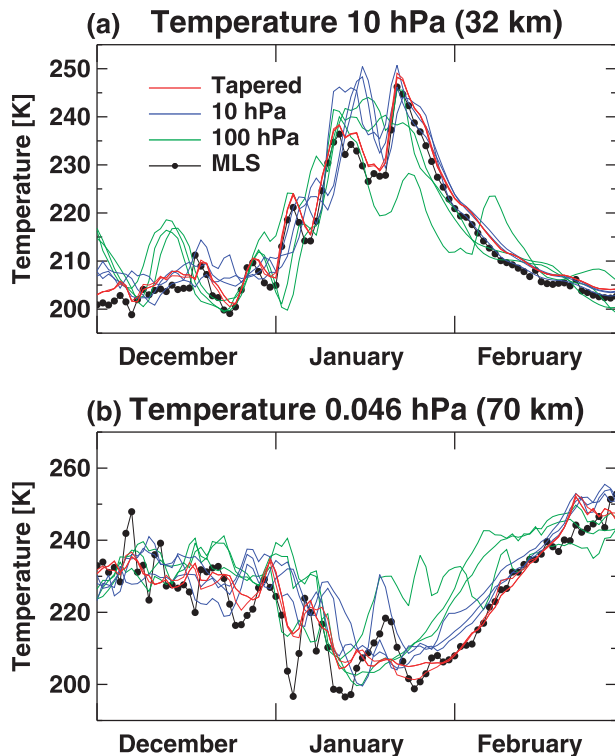 (a) Temperature 10 hPa (32 km)
Temperature [K]
250
240
230
220
210
200
Tapered
10 hPa
100 hPa
MLS
December January February
(b) Temperature 0.046 hPa (70 km)
Temperature [K]
260
240
220
200
December January February